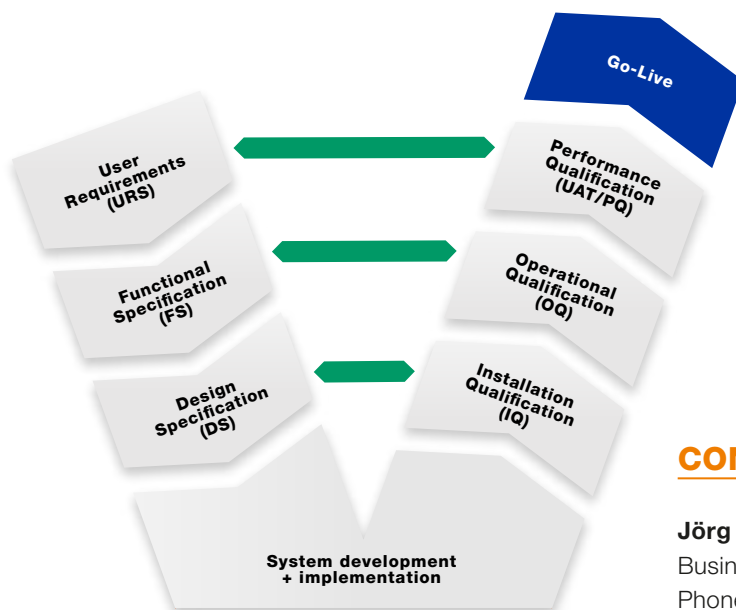 Go-Live
User
Requirements
(URS)
Performance
Qualification
(UAT/PQ)
Functional
Specification
(FS)
Operational
Qualification
(OQ)
Design
Specification
(DS)
Installation
Qualification
(IQ)
System development
+ implementation
Jörg
Phone